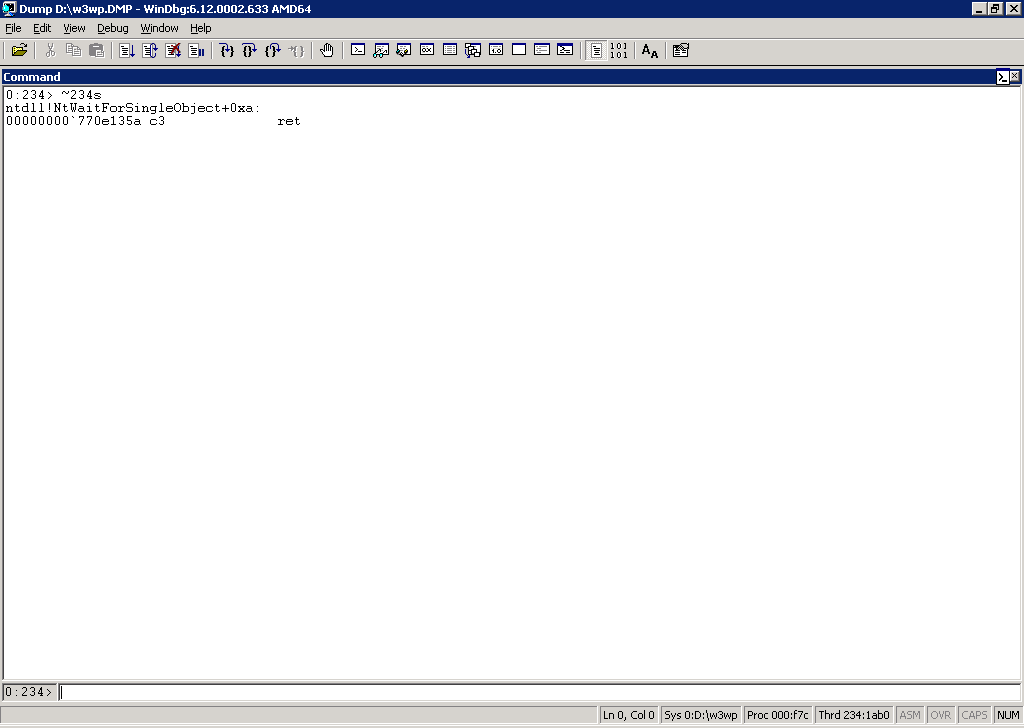 Dump D:\w3wp.DMP - WinDbg:6.12.0002.633 AMD64
File Edit View Debug Window Help
Command
0:234> ~234s
ntdll!NtWaitForSingleObject+0xa:
00000000`770e135a c3 ret
0:234>
Ln 0, Col 0 Sys 0:D:\w3wp Proc 000:f7c Thrd 234:1ab0 ASM OVR CAPS NUM